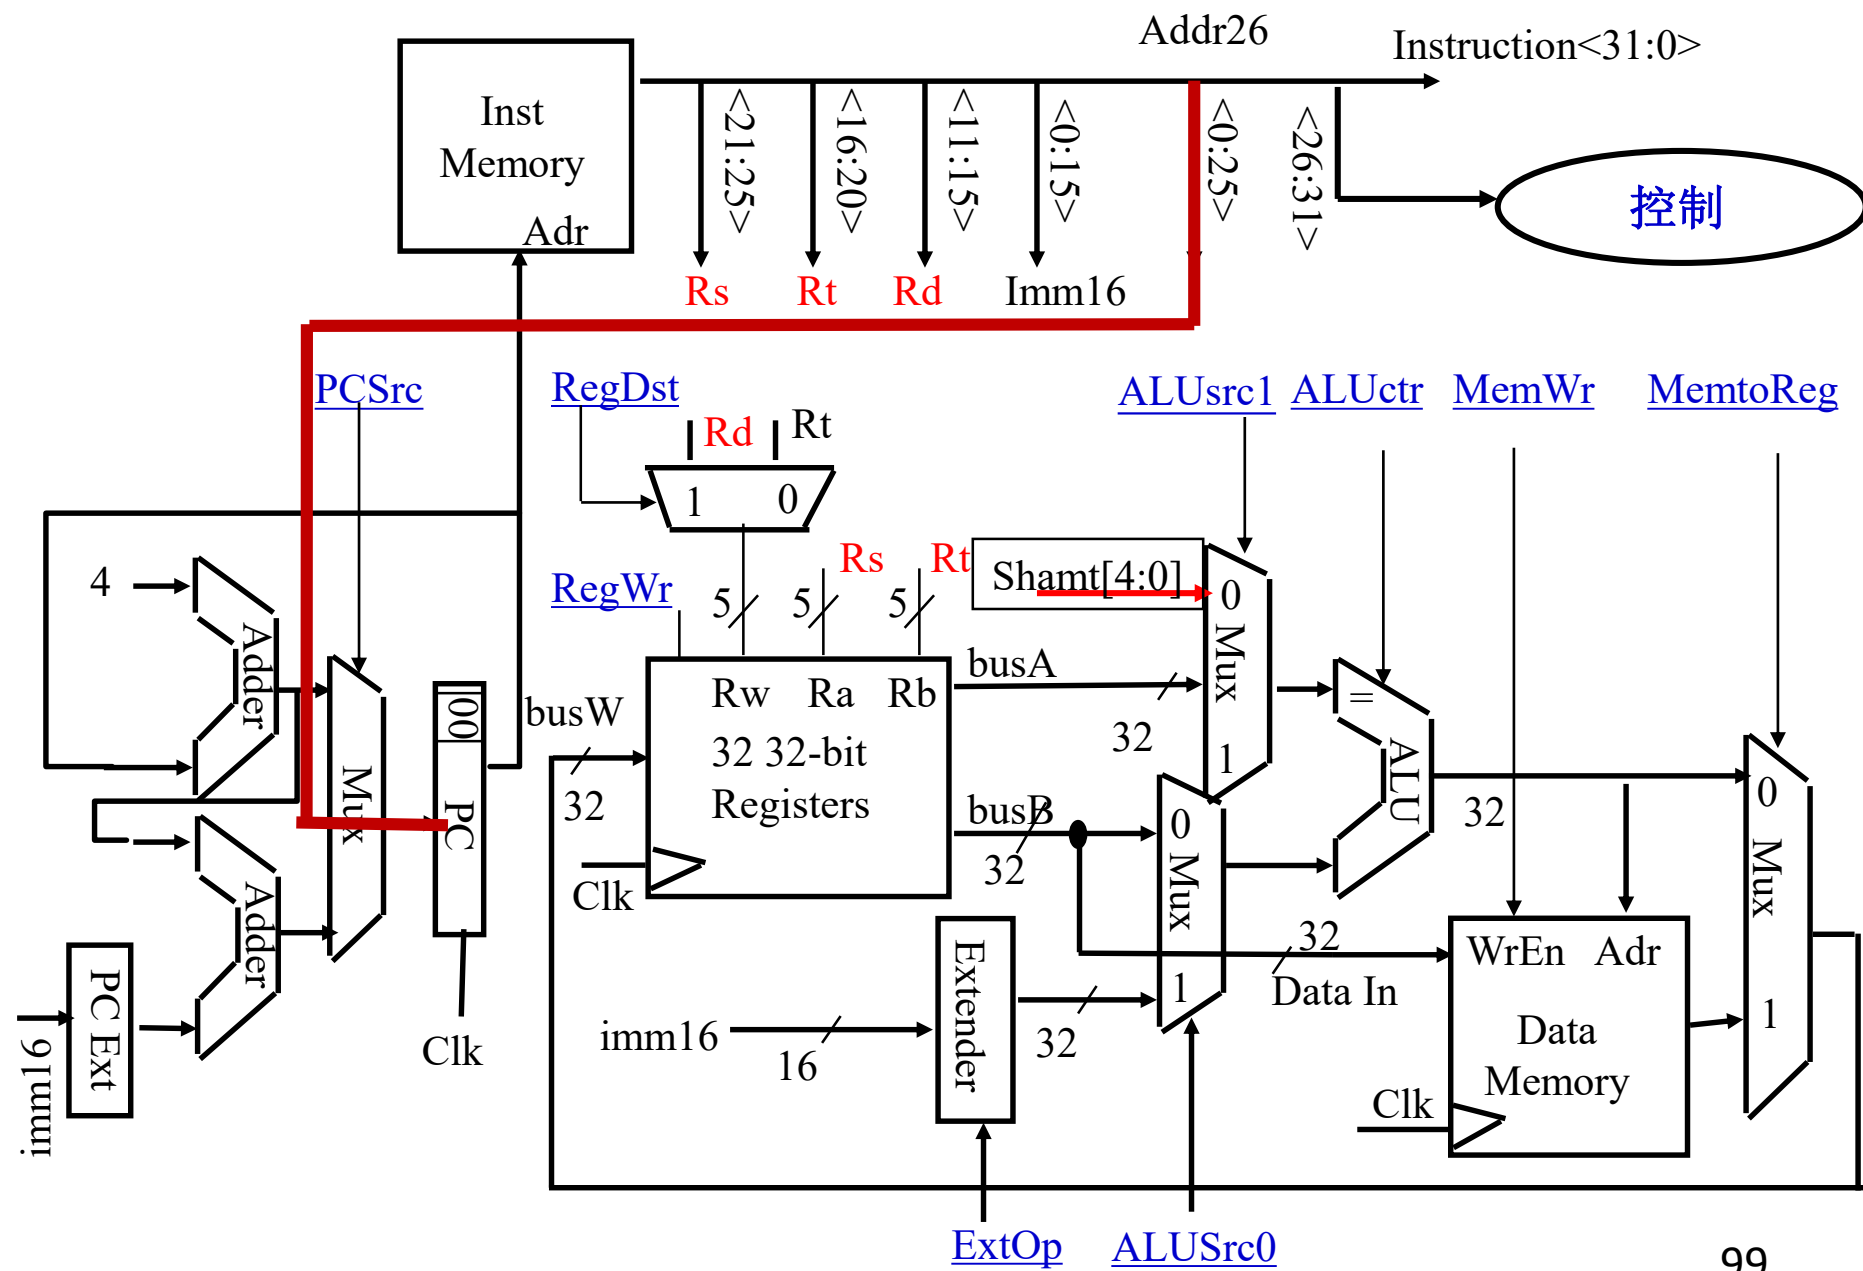 Addr26
Instruction<31:0>
Inst
Memory
Adr
<21:25>
<16:20>
<11:15>
<0:15>
<0:25>
<26:31>
控制
Rs
Rt
Rd
Imm16
PCSrc
RegDst
ALUsrc1
ALUctr
MemWr
MemtoReg
Rd
Rt
1
0
4
Adder
RegWr
5
5
5
Rs
Rt
Shamt[4:0]
0
Mux
1
busA
32
=
ALU
00
PC
Mux
busW
32
Rw
Ra
Rb
32 32-bit
Registers
busB
32
Clk
0
Mux
1
32
0
Mux
1
Adder
PC Ext
imm16
Clk
imm16
16
Extender
32
32
Data In
WrEn
Adr
Data
Memory
Clk
ExtOp
ALUSrc0
99